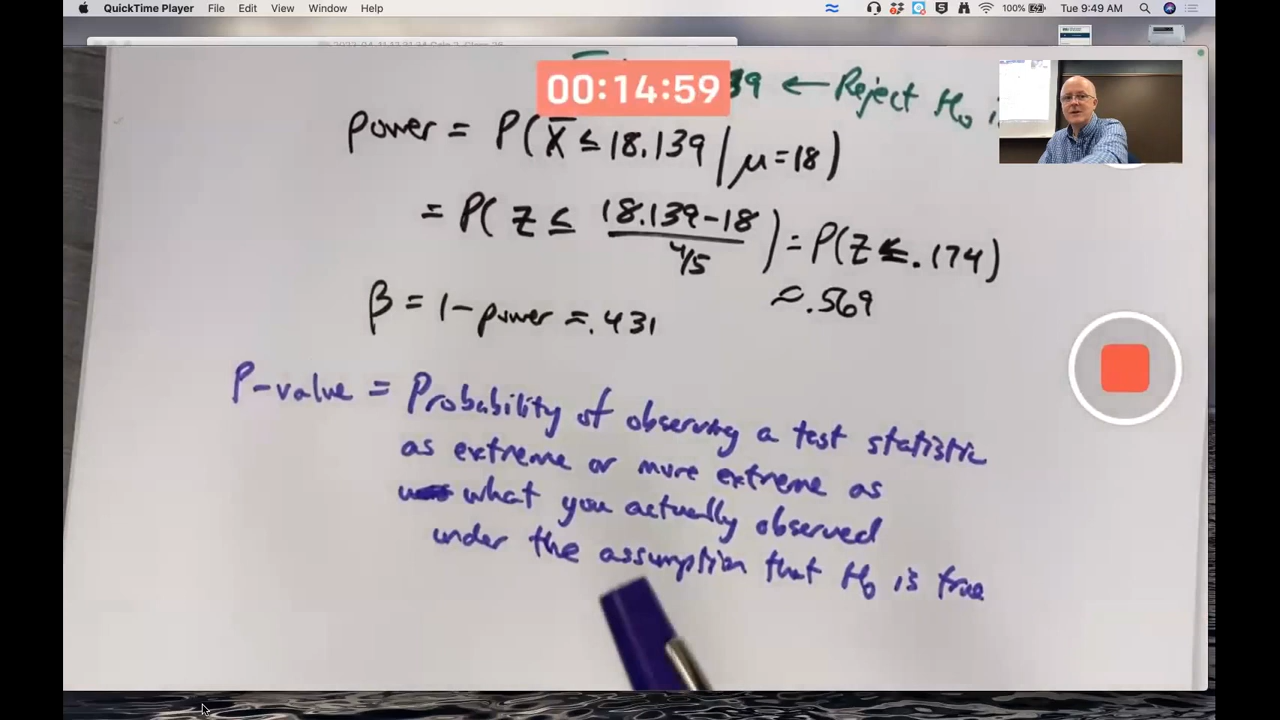 QuickTime Player File Edit View Window Help 100% Tue 9:49 AM
00:14:59
39 ← Reject H₀ i
power = P(X̄ ≤ 18.139 / μ = 18)
= P(Z ≤ (18.139 - 18) / (4/5)) = P(Z ≤ .174)
≈ .569
β = 1 - power = .431
P-value = Probability of observing a test statistic
as extreme or more extreme as
what you actually observed
under the assumption that H₀ is true